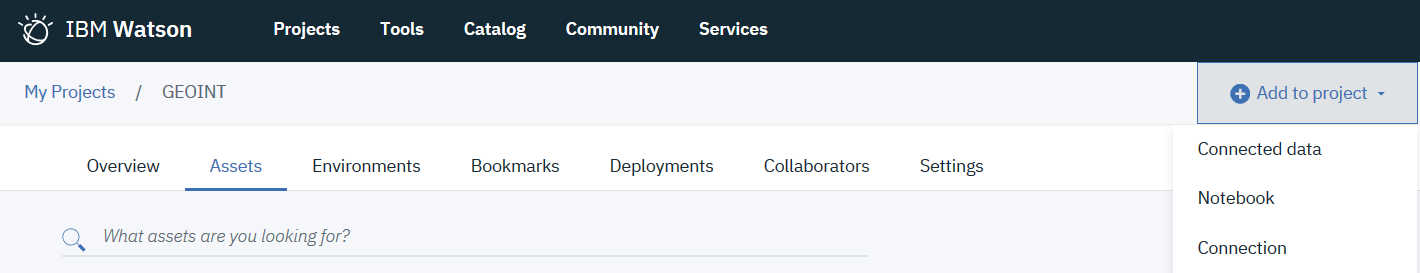 IBM Watson Projects Tools Catalog Community Services
My Projects / GEOINT Add to project
Overview Assets Environments Bookmarks Deployments Collaborators Settings
What assets are you looking for?
Connected data
Notebook
Connection